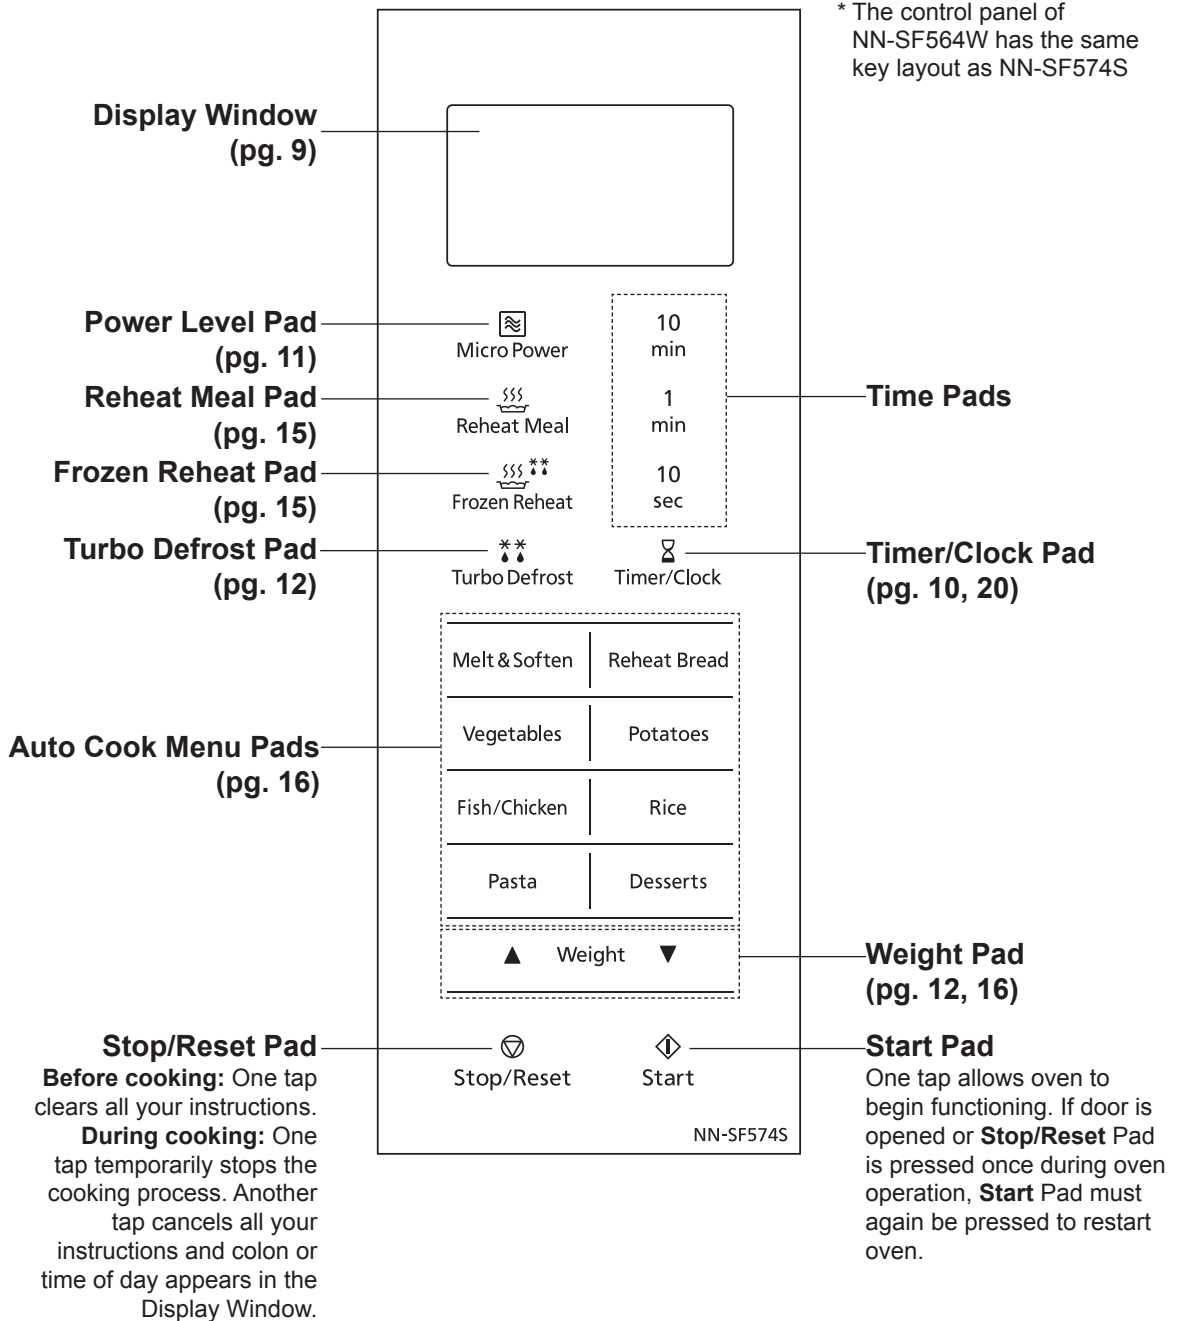 * The control panel of
NN-SF564W has the same
key layout as NN-SF574S
Display Window
(pg. 9)
Power Level Pad
(pg. 11)
Reheat Meal Pad
(pg. 15)
Frozen Reheat Pad
(pg. 15)
Turbo Defrost Pad
(pg. 12)
Auto Cook Menu Pads
(pg. 16)
Stop/Reset Pad
Before cooking: One tap
clears all your instructions.
During cooking: One
tap temporarily stops the
cooking process. Another
tap cancels all your
instructions and colon or
time of day appears in the
Display Window.
Micro Power
10
min
Reheat Meal
1
min
Frozen Reheat
10
sec
Turbo Defrost
Timer/Clock
Melt & Soften
Reheat Bread
Vegetables
Potatoes
Fish/Chicken
Rice
Pasta
Desserts
▲ Weight ▼
Stop/Reset
Start
NN-SF574S
Time Pads
Timer/Clock Pad
(pg. 10, 20)
Weight Pad
(pg. 12, 16)
Start Pad
One tap allows oven to
begin functioning. If door is
opened or Stop/Reset Pad
is pressed once during oven
operation, Start Pad must
again be pressed to restart
oven.